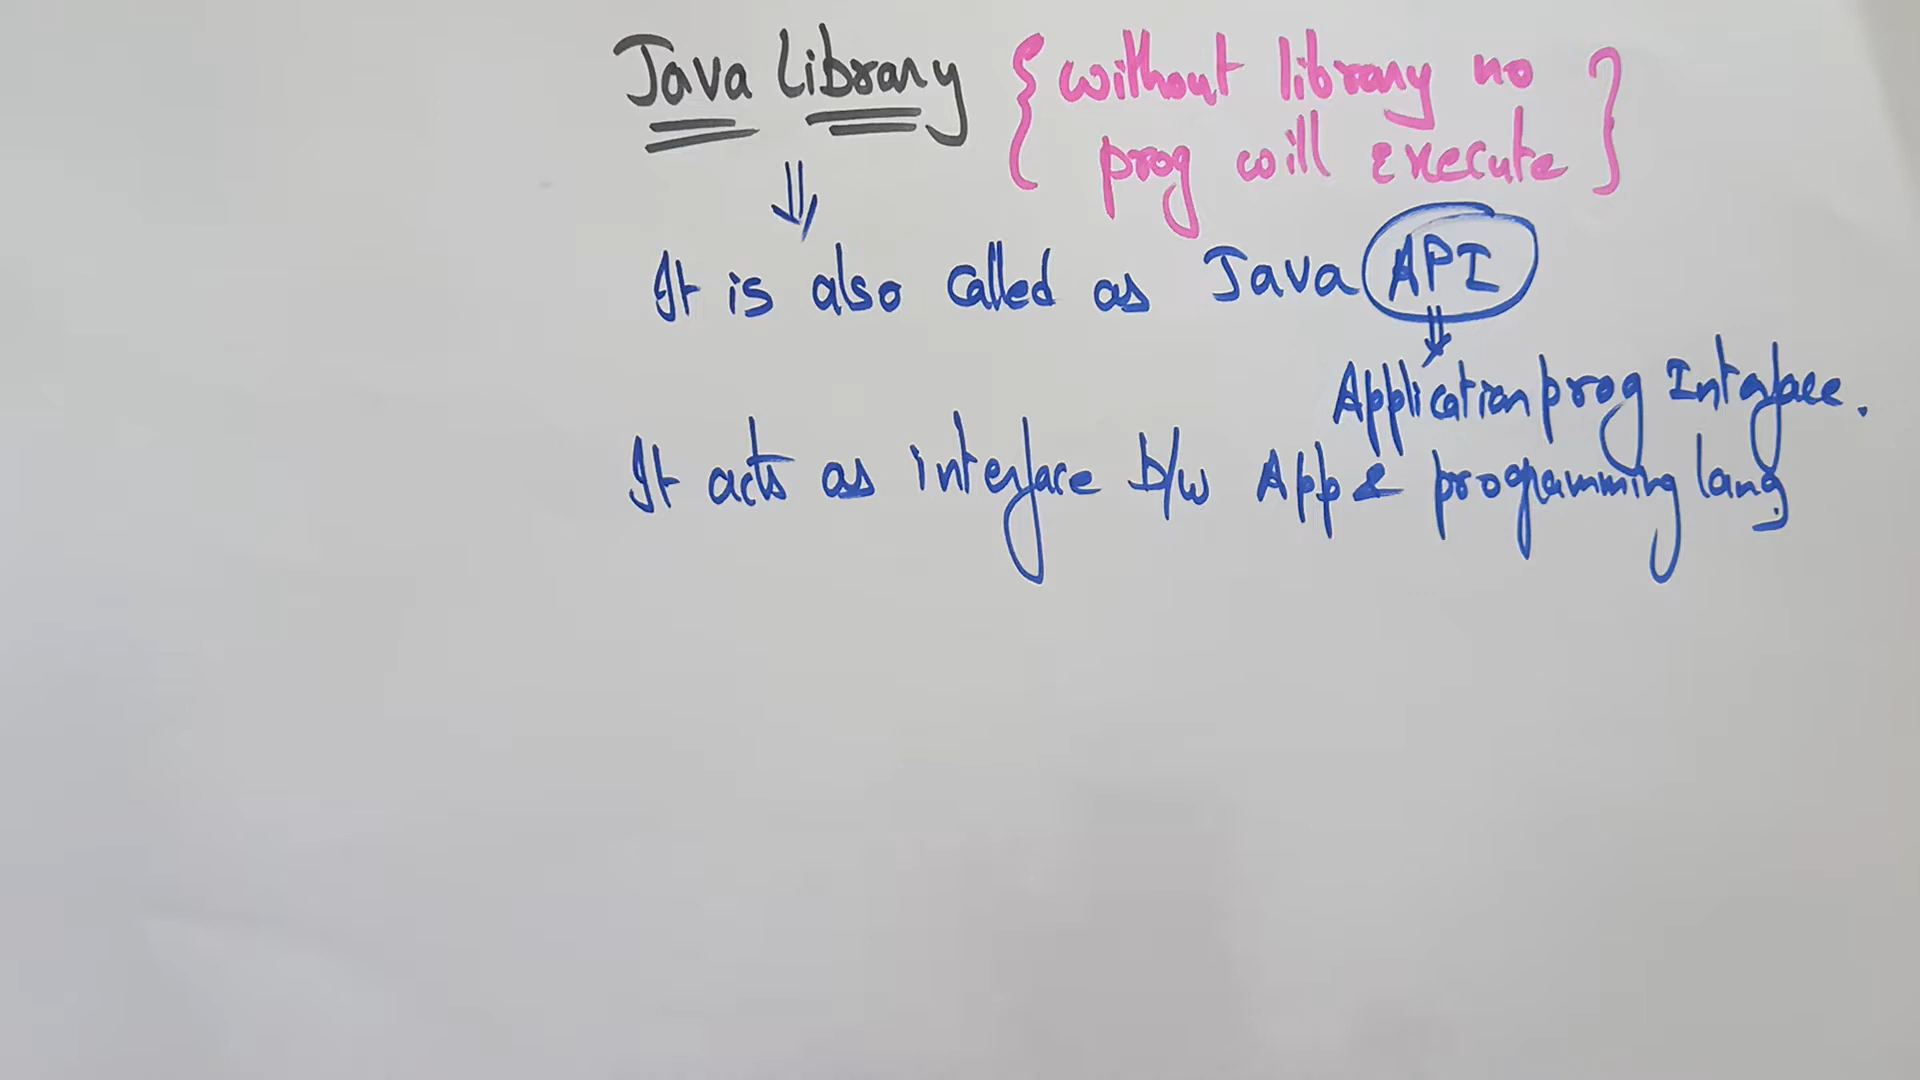 Java Library { without library no
prog will execute }
⇓
It is also called as Java API
⇓
Application prog Interface.
It acts as interface b/w App & programming lang